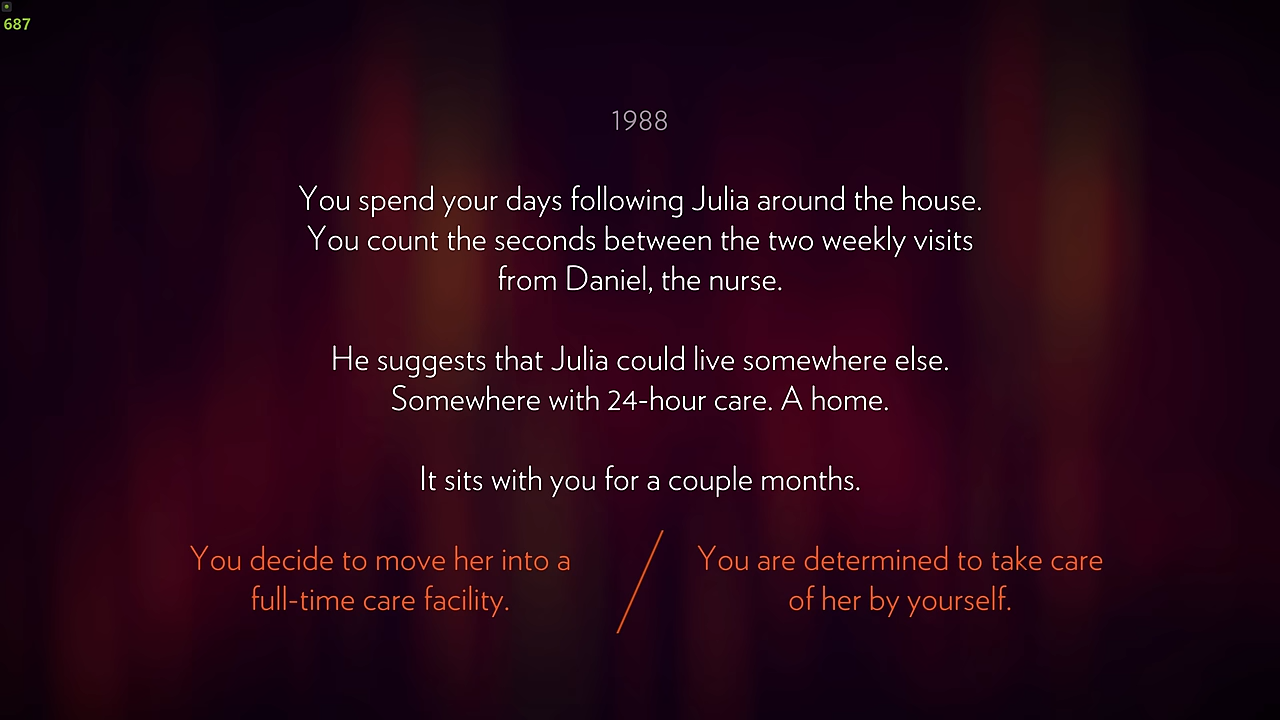 687
1988
You spend your days following Julia around the house.
You count the seconds between the two weekly visits
from Daniel, the nurse.
He suggests that Julia could live somewhere else.
Somewhere with 24-hour care. A home.
It sits with you for a couple months.
You decide to move her into a
full-time care facility.
You are determined to take care
of her by yourself.